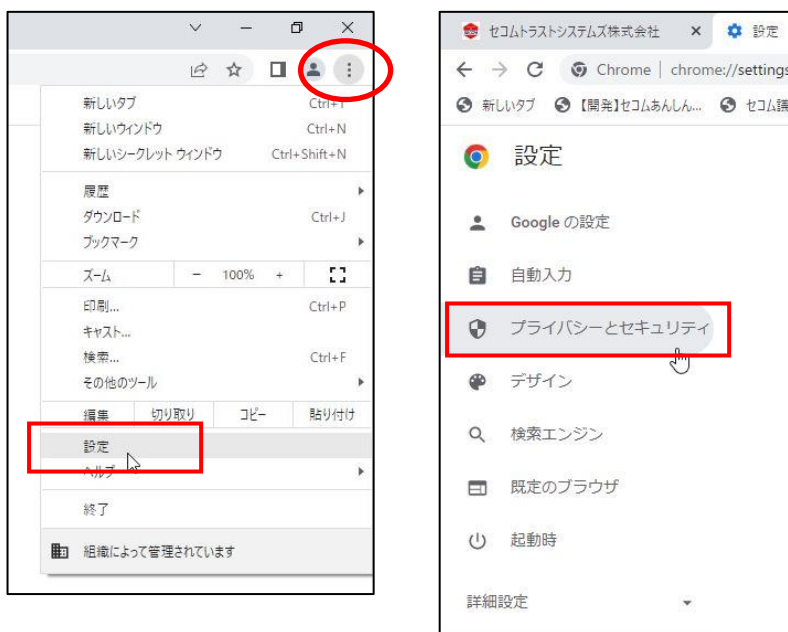 新しいタブ Ctrl+T
新しいウィンドウ Ctrl+N
新しいシークレット ウィンドウ Ctrl+Shift+N
履歴
ダウンロード Ctrl+J
ブックマーク
ズーム − 100% +
印刷... Ctrl+P
キャスト...
検索... Ctrl+F
その他のツール
編集 切り取り コピー 貼り付け
設定
ヘルプ
終了
組織によって管理されています
セコムトラストシステムズ株式会社 × 設定
Chrome | chrome://settings
新しいタブ 【開発】セコムあんしん... セコム
設定
Google の設定
自動入力
プライバシーとセキュリティ
デザイン
検索エンジン
既定のブラウザ
起動時
詳細設定